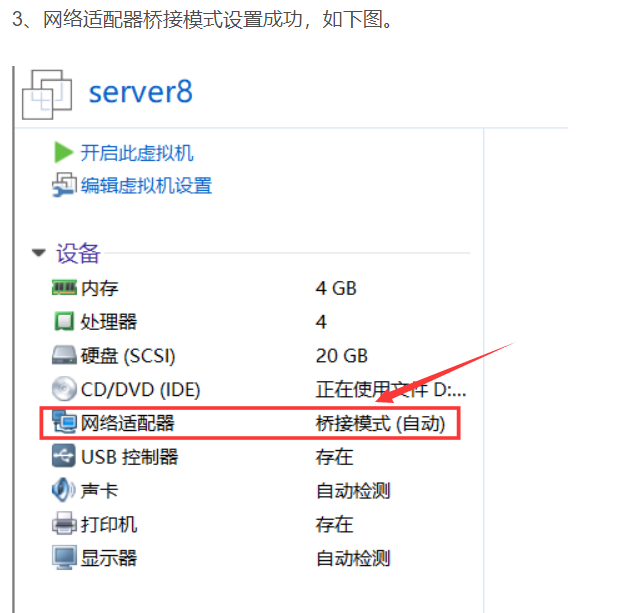 3、网络适配器桥接模式设置成功，如下图。
server8
开启此虚拟机
编辑虚拟机设置
设备
内存 4 GB
处理器 4
硬盘 (SCSI) 20 GB
CD/DVD (IDE) 正在使用文件 D:...
网络适配器 桥接模式 (自动)
USB 控制器 存在
声卡 自动检测
打印机 存在
显示器 自动检测